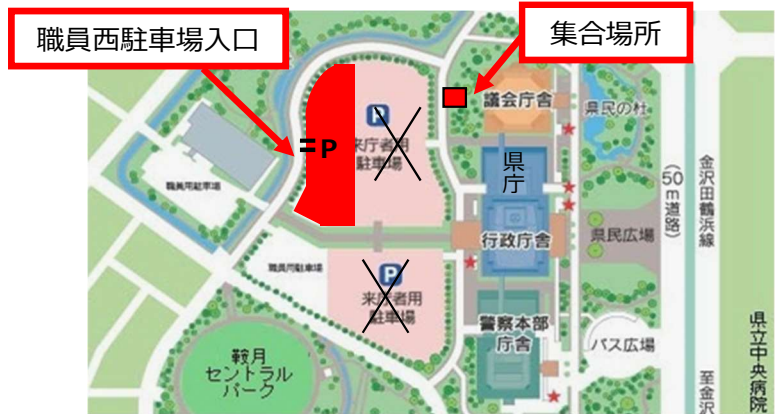 職員西駐車場入口
集合場所
P
来庁者用
駐車場
P
議会庁舎
県民の杜
県庁
行政庁舎
県民広場
(50m道路)
金沢田鶴浜線
職員用駐車場
職員用駐車場
P
来庁者用
駐車場
警察本部
庁舎
バス広場
鞍月
セントラル
パーク
県立中央病院
至金沢